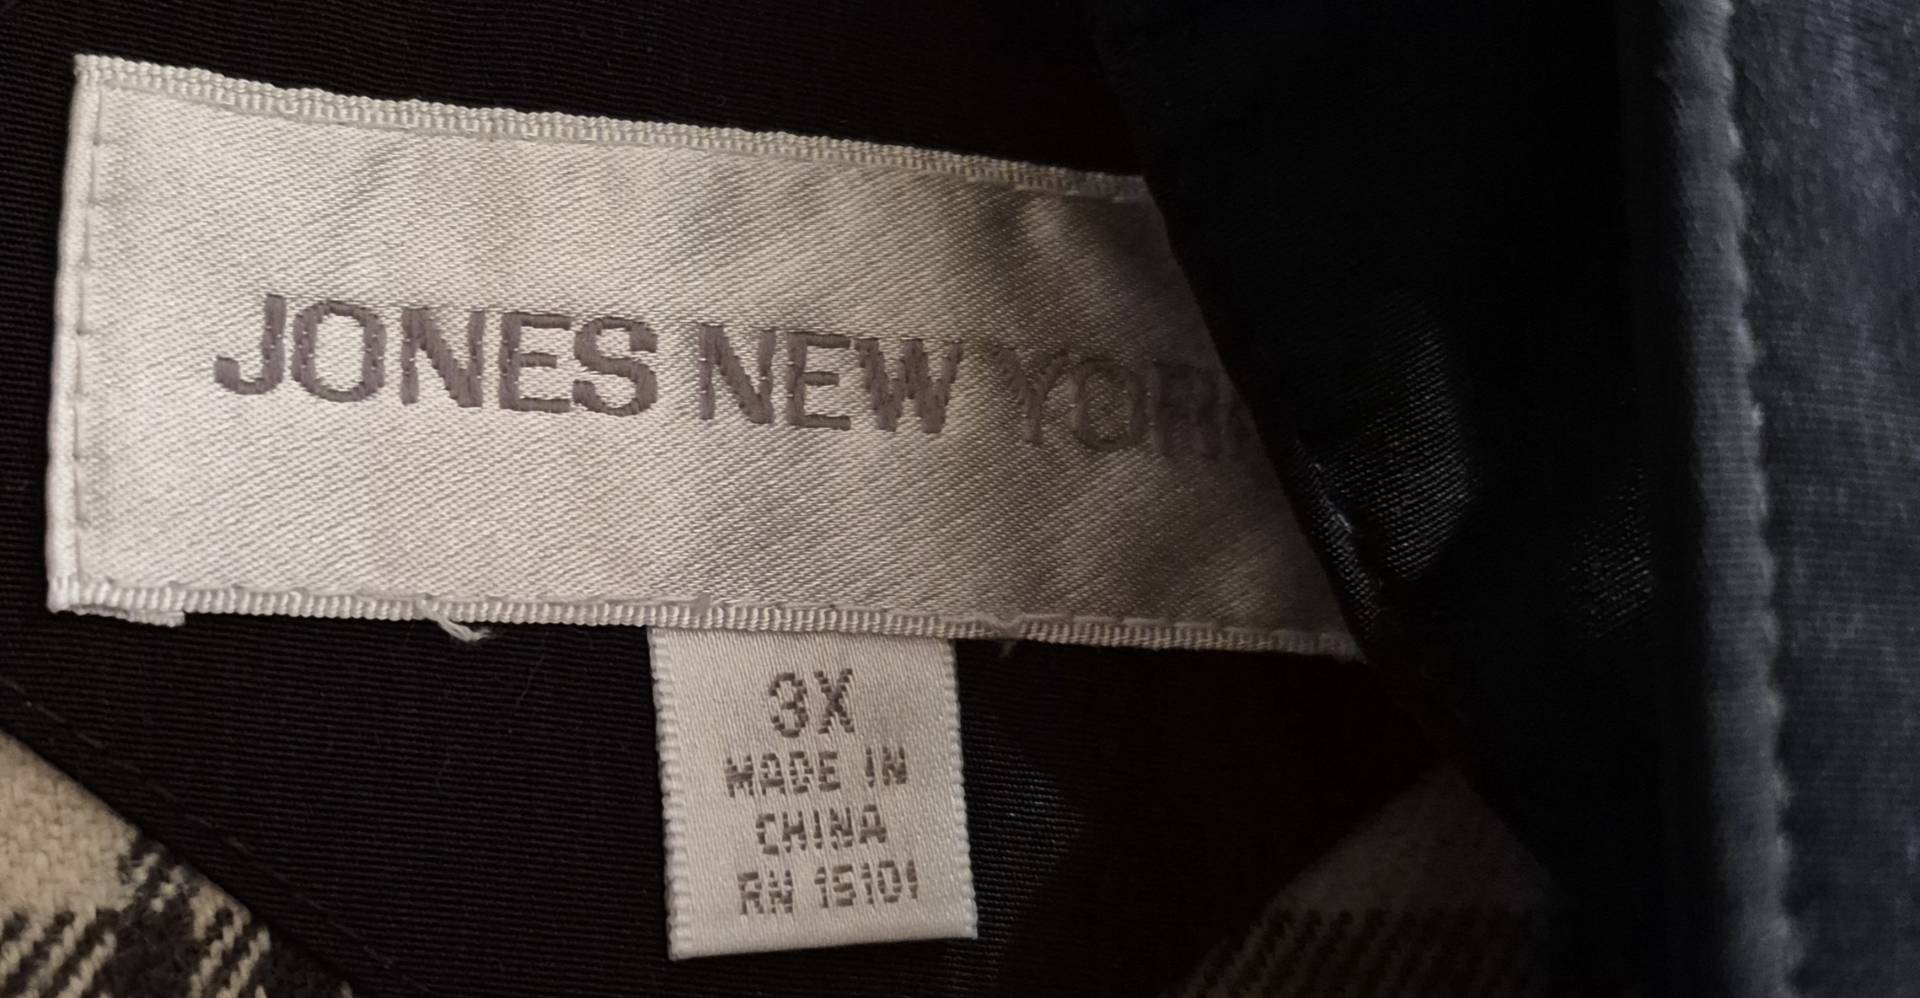 JONES NEW YORK
3X
MADE IN
CHINA
RN 15101